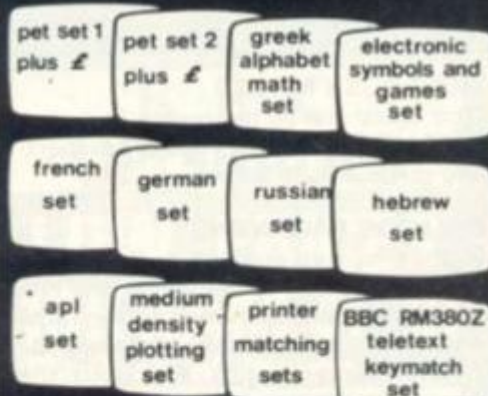 pet set 1
plus £
pet set 2
plus £
greek
alphabet
math
set
electronic
symbols and
games
set
french
set
german
set
russian
set
hebrew
set
apl
set
medium
density
plotting
set
printer
matching
sets
BBC RM380Z
teletext
keymatch
set